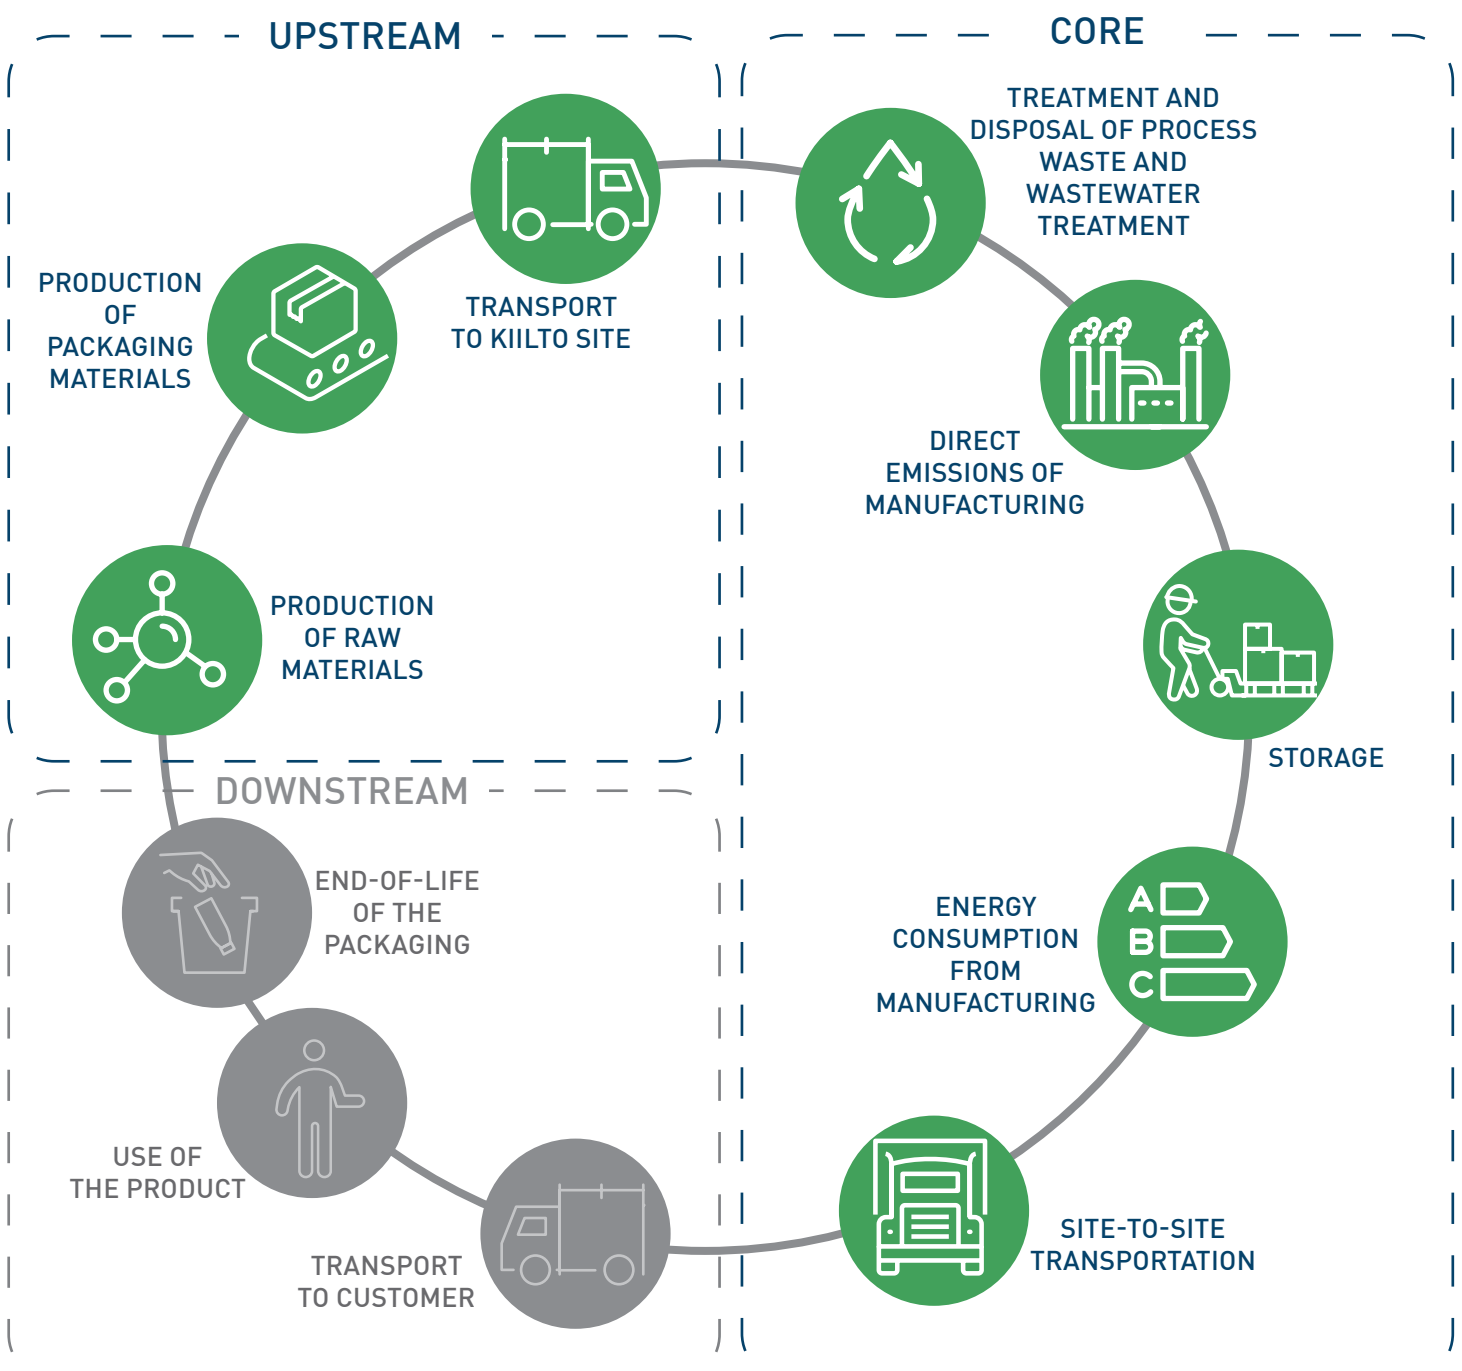 UPSTREAM
PRODUCTION
OF
PACKAGING
MATERIALS
TRANSPORT
TO KIILTO SITE
PRODUCTION
OF RAW
MATERIALS
CORE
TREATMENT AND
DISPOSAL OF PROCESS
WASTE AND
WASTEWATER
TREATMENT
DIRECT
EMISSIONS OF
MANUFACTURING
STORAGE
A
B
C
ENERGY
CONSUMPTION
FROM
MANUFACTURING
SITE-TO-SITE
TRANSPORTATION
DOWNSTREAM
END-OF-LIFE
OF THE
PACKAGING
USE OF
THE PRODUCT
TRANSPORT
TO CUSTOMER